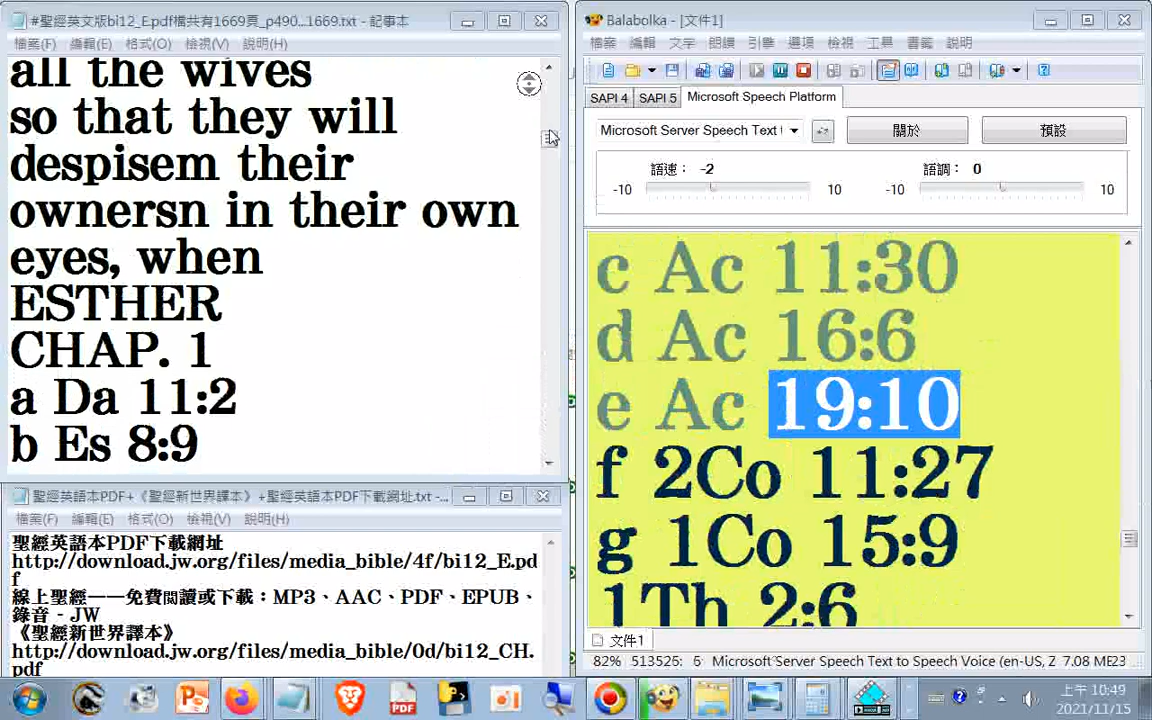 #聖經英文版bi12_E.pdf檔共有1669頁_p490...1669.txt - 記事本
檔案(F) 編輯(E) 格式(O) 檢視(V) 說明(H)
all the wives
so that they will
despisem their
ownersn in their own
eyes, when
ESTHER
CHAP. 1
a Da 11:2
b Es 8:9
聖經英語本PDF+《聖經新世界譯本》+聖經英語本PDF下載網址.txt -...
檔案(F) 編輯(E) 格式(O) 檢視(V) 說明(H)
聖經英語本PDF下載網址
http://download.jw.org/files/media_bible/4f/bi12_E.pd
f
線上聖經——免費閱讀或下載：MP3、AAC、PDF、EPUB、
錄音 - JW
《聖經新世界譯本》
http://download.jw.org/files/media_bible/0d/bi12_CH.
pdf
Balabolka - [文件1]
檔案 編輯 文字 朗讀 引擎 選項 檢視 工具 書籤 說明
SAPI 4 SAPI 5 Microsoft Speech Platform
Microsoft Server Speech Text 關於 預設
語速： -2 語調： 0
-10 10 -10 10
c Ac 11:30
d Ac 16:6
e Ac 19:10
f 2Co 11:27
g 1Co 15:9
1Th 2:6
文件1
82% 513525: 5 Microsoft Server Speech Text to Speech Voice (en-US, Z 7.08 ME23
PDF
上午 10:49
2021/11/15